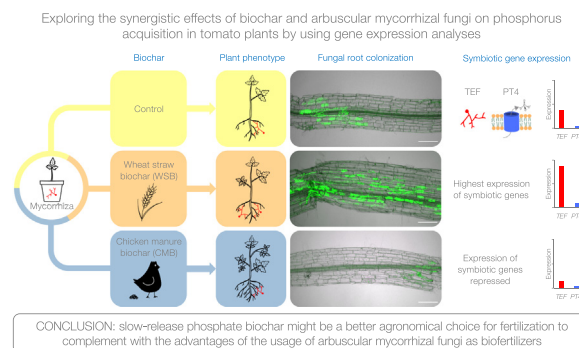 Exploring the synergistic effects of biochar and arbuscular mycorrhizal fungi on phosphorus
acquisition in tomato plants by using gene expression analyses
Biochar
Plant phenotype
Fungal root colonization
Symbiotic gene expression
Control
TEF
PT4
Expression
TEF
PT4
Mycorrhiza
Wheat straw
biochar (WSB)
Highest expression
of symbiotic genes
Expression
TEF
PT4
Chicken manure
biochar (CMB)
Expression of
symbiotic genes
repressed
Expression
TEF
PT4
CONCLUSION: slow-release phosphate biochar might be a better agronomical choice for fertilization to
complement with the advantages of the usage of arbuscular mycorrhizal fungi as biofertilizers